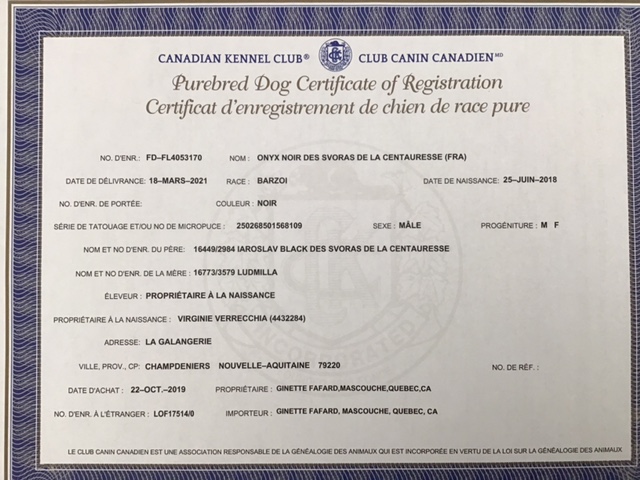 CANADIAN KENNEL CLUB® CLUB CANIN CANADIEN MD
Purebred Dog Certificate of Registration
Certificat d'enregistrement de chien de race pure
NO. D'ENR.: FD–FL4053170 NOM : ONYX NOIR DES SVORAS DE LA CENTAURESSE (FRA)
DATE DE DÉLIVRANCE: 18–MARS–2021 RACE : BARZOI DATE DE NAISSANCE: 25–JUIN–2018
NO. D'ENR. DE PORTÉE: COULEUR : NOIR
SÉRIE DE TATOUAGE ET/OU NO DE MICROPUCE : 250268501568109 SEXE : MÂLE PROGÉNITURE : M F
NOM ET NO D'ENR. DU PÈRE: 16449/2984 IAROSLAV BLACK DES SVORAS DE LA CENTAURESSE
NOM ET NO D'ENR. DE LA MÈRE : 16773/3579 LUDMILLA
ÉLEVEUR : PROPRIÉTAIRE À LA NAISSANCE
PROPRIÉTAIRE À LA NAISSANCE : VIRGINIE VERRECCHIA (4432284)
ADRESSE: LA GALANGERIE
VILLE, PROV., CP: CHAMPDENIERS NOUVELLE–AQUITAINE 79220 NO. DE RÉF. :
DATE D'ACHAT : 22–OCT.–2019 PROPRIÉTAIRE : GINETTE FAFARD,MASCOUCHE,QUEBEC,CA
NO. D'ENR. À L'ÉTRANGER : LOF17514/0 IMPORTEUR : GINETTE FAFARD, MASCOUCHE, QUEBEC, CA
LE CLUB CANIN CANADIEN EST UNE ASSOCIATION RESPONSABLE DE LA GÉNÉALOGIE DES ANIMAUX QUI EST INCORPORÉE EN VERTU DE LA LOI SUR LA GÉNÉALOGIE DES ANIMAUX